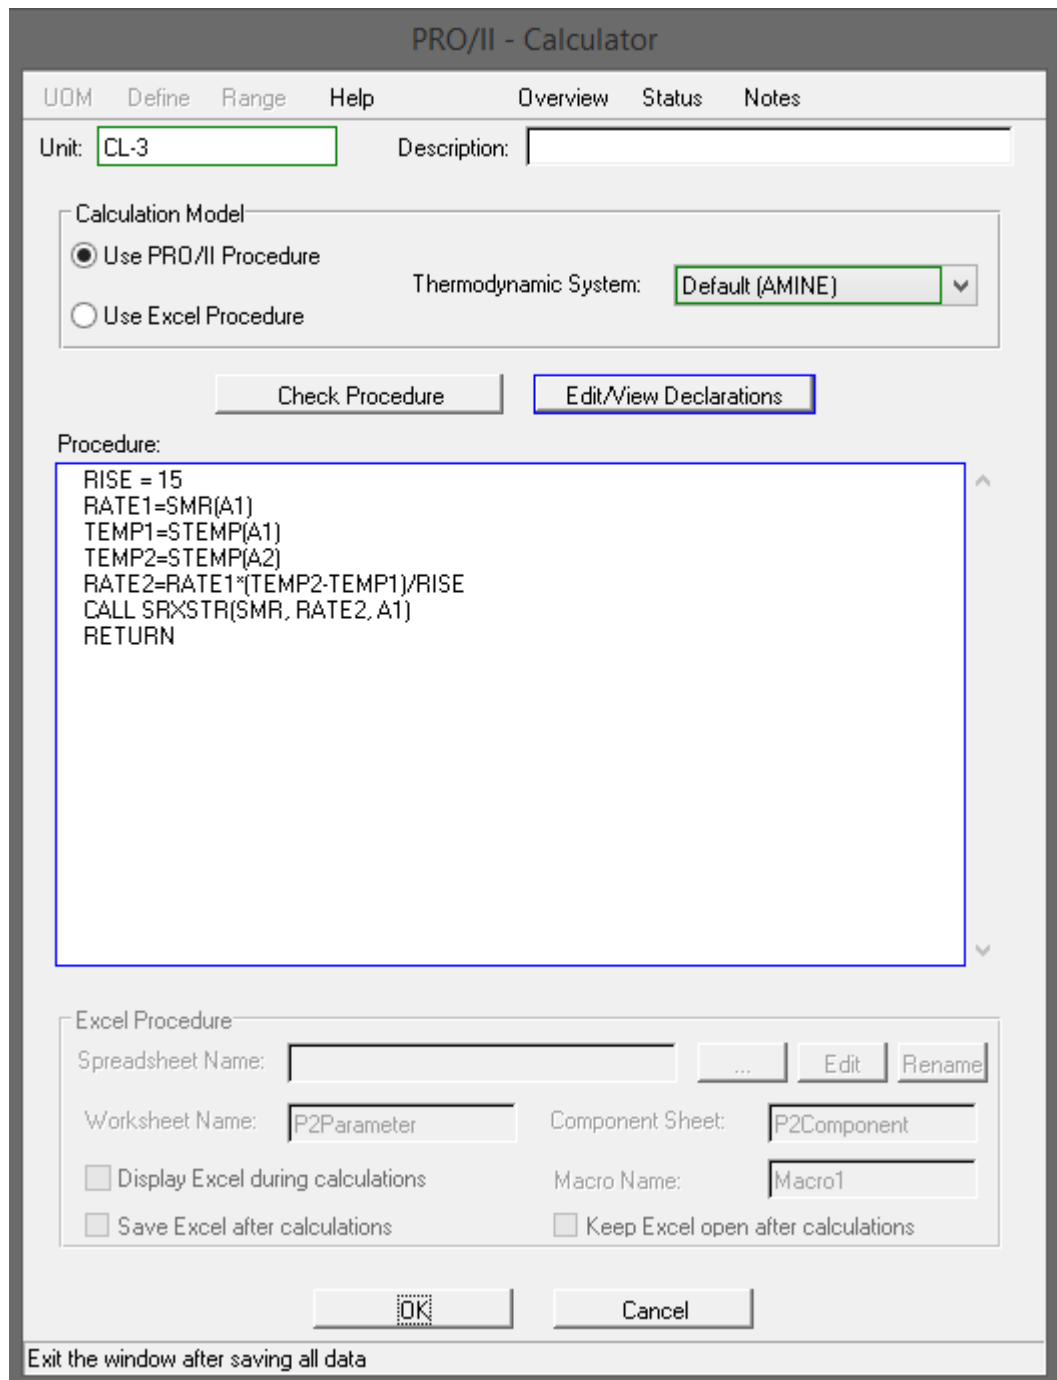 PRO/II - Calculator
UOM Define Range Help Overview Status Notes
Unit: CL-3 Description:
Calculation Model
Use PRO/II Procedure
Thermodynamic System: Default (AMINE)
Use Excel Procedure
Check Procedure Edit/View Declarations
Procedure:
RISE = 15
RATE1=SMR(A1)
TEMP1=STEMP(A1)
TEMP2=STEMP(A2)
RATE2=RATE1*(TEMP2-TEMP1)/RISE
CALL SRXSTR(SMR, RATE2, A1)
RETURN
Excel Procedure
Spreadsheet Name: ... Edit Rename
Worksheet Name: P2Parameter Component Sheet: P2Component
Display Excel during calculations Macro Name: Macro1
Save Excel after calculations Keep Excel open after calculations
OK Cancel
Exit the window after saving all data